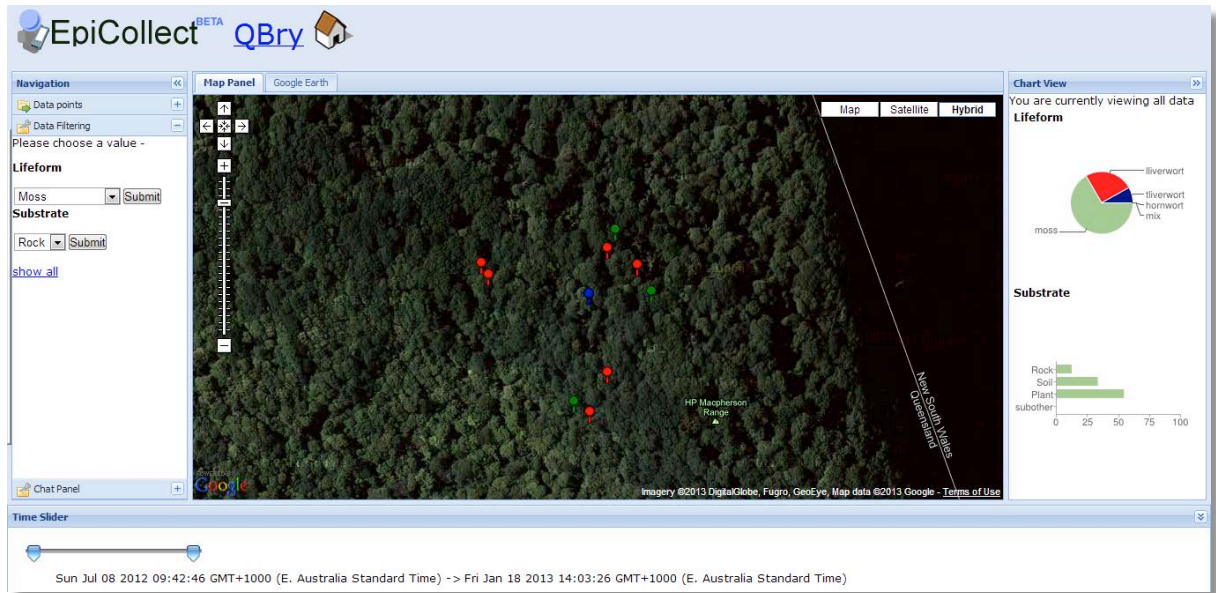 EpiCollect BETA QBry
Navigation
Data points
Data Filtering
Please choose a value -
Lifeform
Moss Submit
Substrate
Rock Submit
show all
Chat Panel
Map Panel Google Earth
Map Satellite Hybrid
HP Macpherson
Range
New South Wales
Queensland
Google
Imagery ©2013 DigitalGlobe, Fugro, GeoEye, Map data ©2013 Google - Terms of Use
Chart View
You are currently viewing all data
Lifeform
lliverwort
tliverwort
hornwort
mix
moss
Substrate
Rock
Soil
Plant
subother
0 25 50 75 100
Time Slider
Sun Jul 08 2012 09:42:46 GMT+1000 (E. Australia Standard Time) -> Fri Jan 18 2013 14:03:26 GMT+1000 (E. Australia Standard Time)